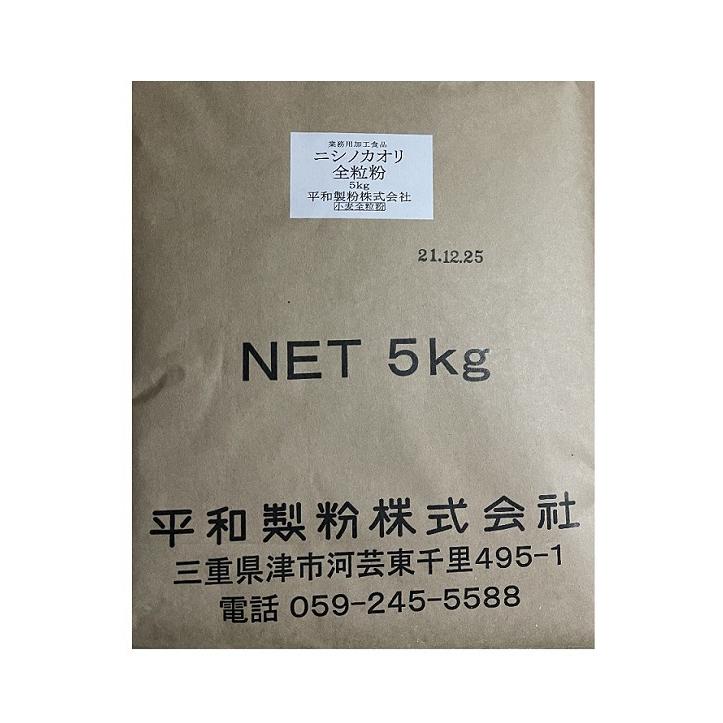 業務用加工食品
ニシノカオリ
全粒粉
5kg
平和製粉株式会社
小麦全粒粉
21.12.25
NET 5kg
平和製粉株式会社
三重県津市河芸東千里495-1
電話 059-245-5588